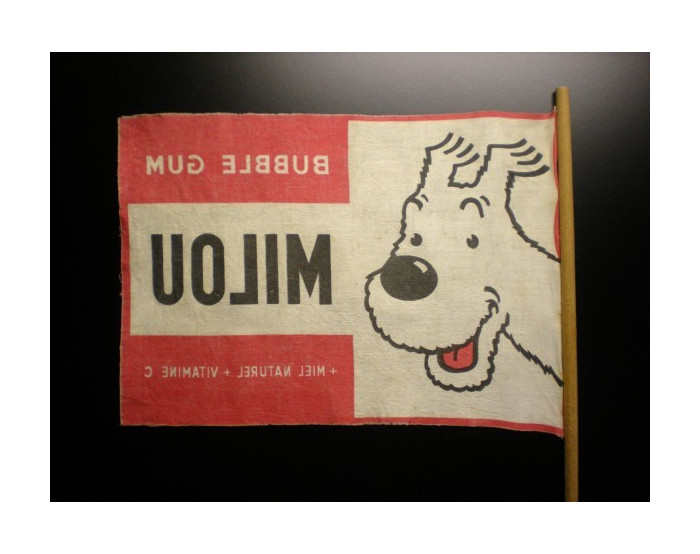 BUBBLE GUM
MILOU
+ MIEL NATUREL + VITAMINE C